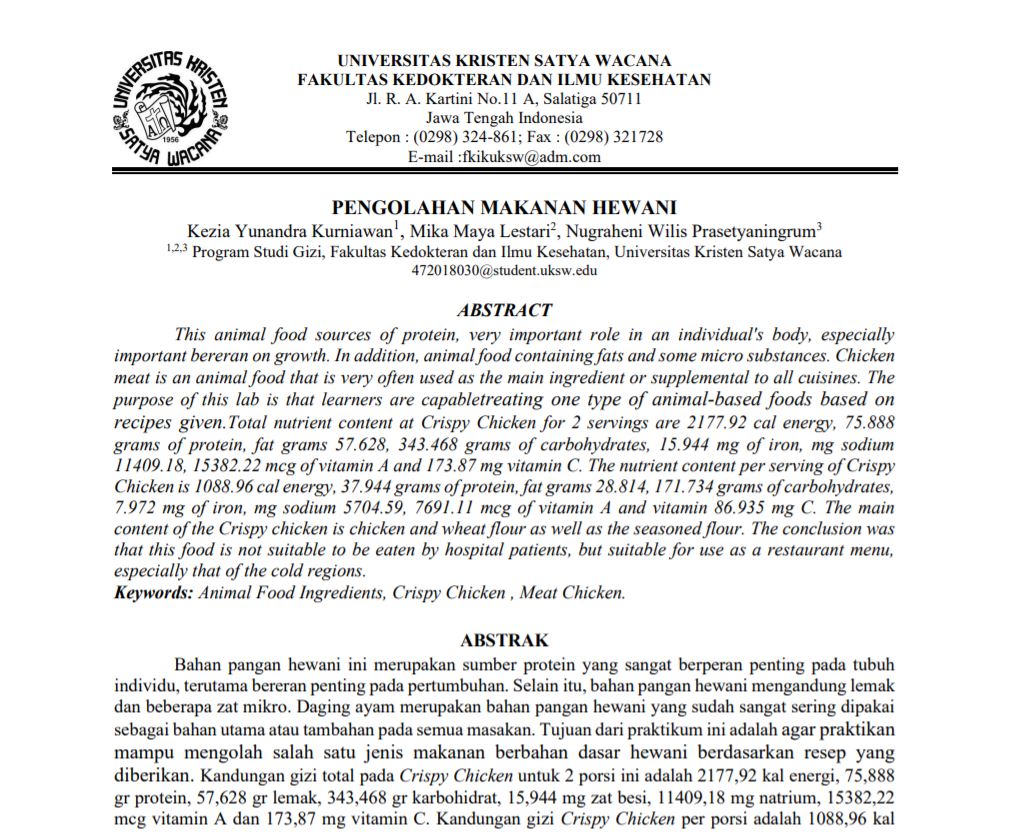 UNIVERSITAS KRISTEN
SATYA WACANA
1956
UNIVERSITAS KRISTEN SATYA WACANA
FAKULTAS KEDOKTERAN DAN ILMU KESEHATAN
Jl. R. A. Kartini No.11 A, Salatiga 50711
Jawa Tengah Indonesia
Telepon : (0298) 324-861; Fax : (0298) 321728
E-mail :fkikuksw@adm.com
PENGOLAHAN MAKANAN HEWANI
Kezia Yunandra Kurniawan1, Mika Maya Lestari2, Nugraheni Wilis Prasetyaningrum3
1,2,3 Program Studi Gizi, Fakultas Kedokteran dan Ilmu Kesehatan, Universitas Kristen Satya Wacana
472018030@student.uksw.edu
ABSTRACT
This animal food sources of protein, very important role in an individual's body, especially
important bereran on growth. In addition, animal food containing fats and some micro substances. Chicken
meat is an animal food that is very often used as the main ingredient or supplemental to all cuisines. The
purpose of this lab is that learners are capabletreating one type of animal-based foods based on
recipes given.Total nutrient content at Crispy Chicken for 2 servings are 2177.92 cal energy, 75.888
grams of protein, fat grams 57.628, 343.468 grams of carbohydrates, 15.944 mg of iron, mg sodium
11409.18, 15382.22 mcg of vitamin A and 173.87 mg vitamin C. The nutrient content per serving of Crispy
Chicken is 1088.96 cal energy, 37.944 grams of protein, fat grams 28.814, 171.734 grams of carbohydrates,
7.972 mg of iron, mg sodium 5704.59, 7691.11 mcg of vitamin A and vitamin 86.935 mg C. The main
content of the Crispy chicken is chicken and wheat flour as well as the seasoned flour. The conclusion was
that this food is not suitable to be eaten by hospital patients, but suitable for use as a restaurant menu,
especially that of the cold regions.
Keywords: Animal Food Ingredients, Crispy Chicken , Meat Chicken.
ABSTRAK
Bahan pangan hewani ini merupakan sumber protein yang sangat berperan penting pada tubuh
individu, terutama bereran penting pada pertumbuhan. Selain itu, bahan pangan hewani mengandung lemak
dan beberapa zat mikro. Daging ayam merupakan bahan pangan hewani yang sudah sangat sering dipakai
sebagai bahan utama atau tambahan pada semua masakan. Tujuan dari praktikum ini adalah agar praktikan
mampu mengolah salah satu jenis makanan berbahan dasar hewani berdasarkan resep yang
diberikan. Kandungan gizi total pada Crispy Chicken untuk 2 porsi ini adalah 2177,92 kal energi, 75,888
gr protein, 57,628 gr lemak, 343,468 gr karbohidrat, 15,944 mg zat besi, 11409,18 mg natrium, 15382,22
mcg vitamin A dan 173,87 mg vitamin C. Kandungan gizi Crispy Chicken per porsi adalah 1088,96 kal